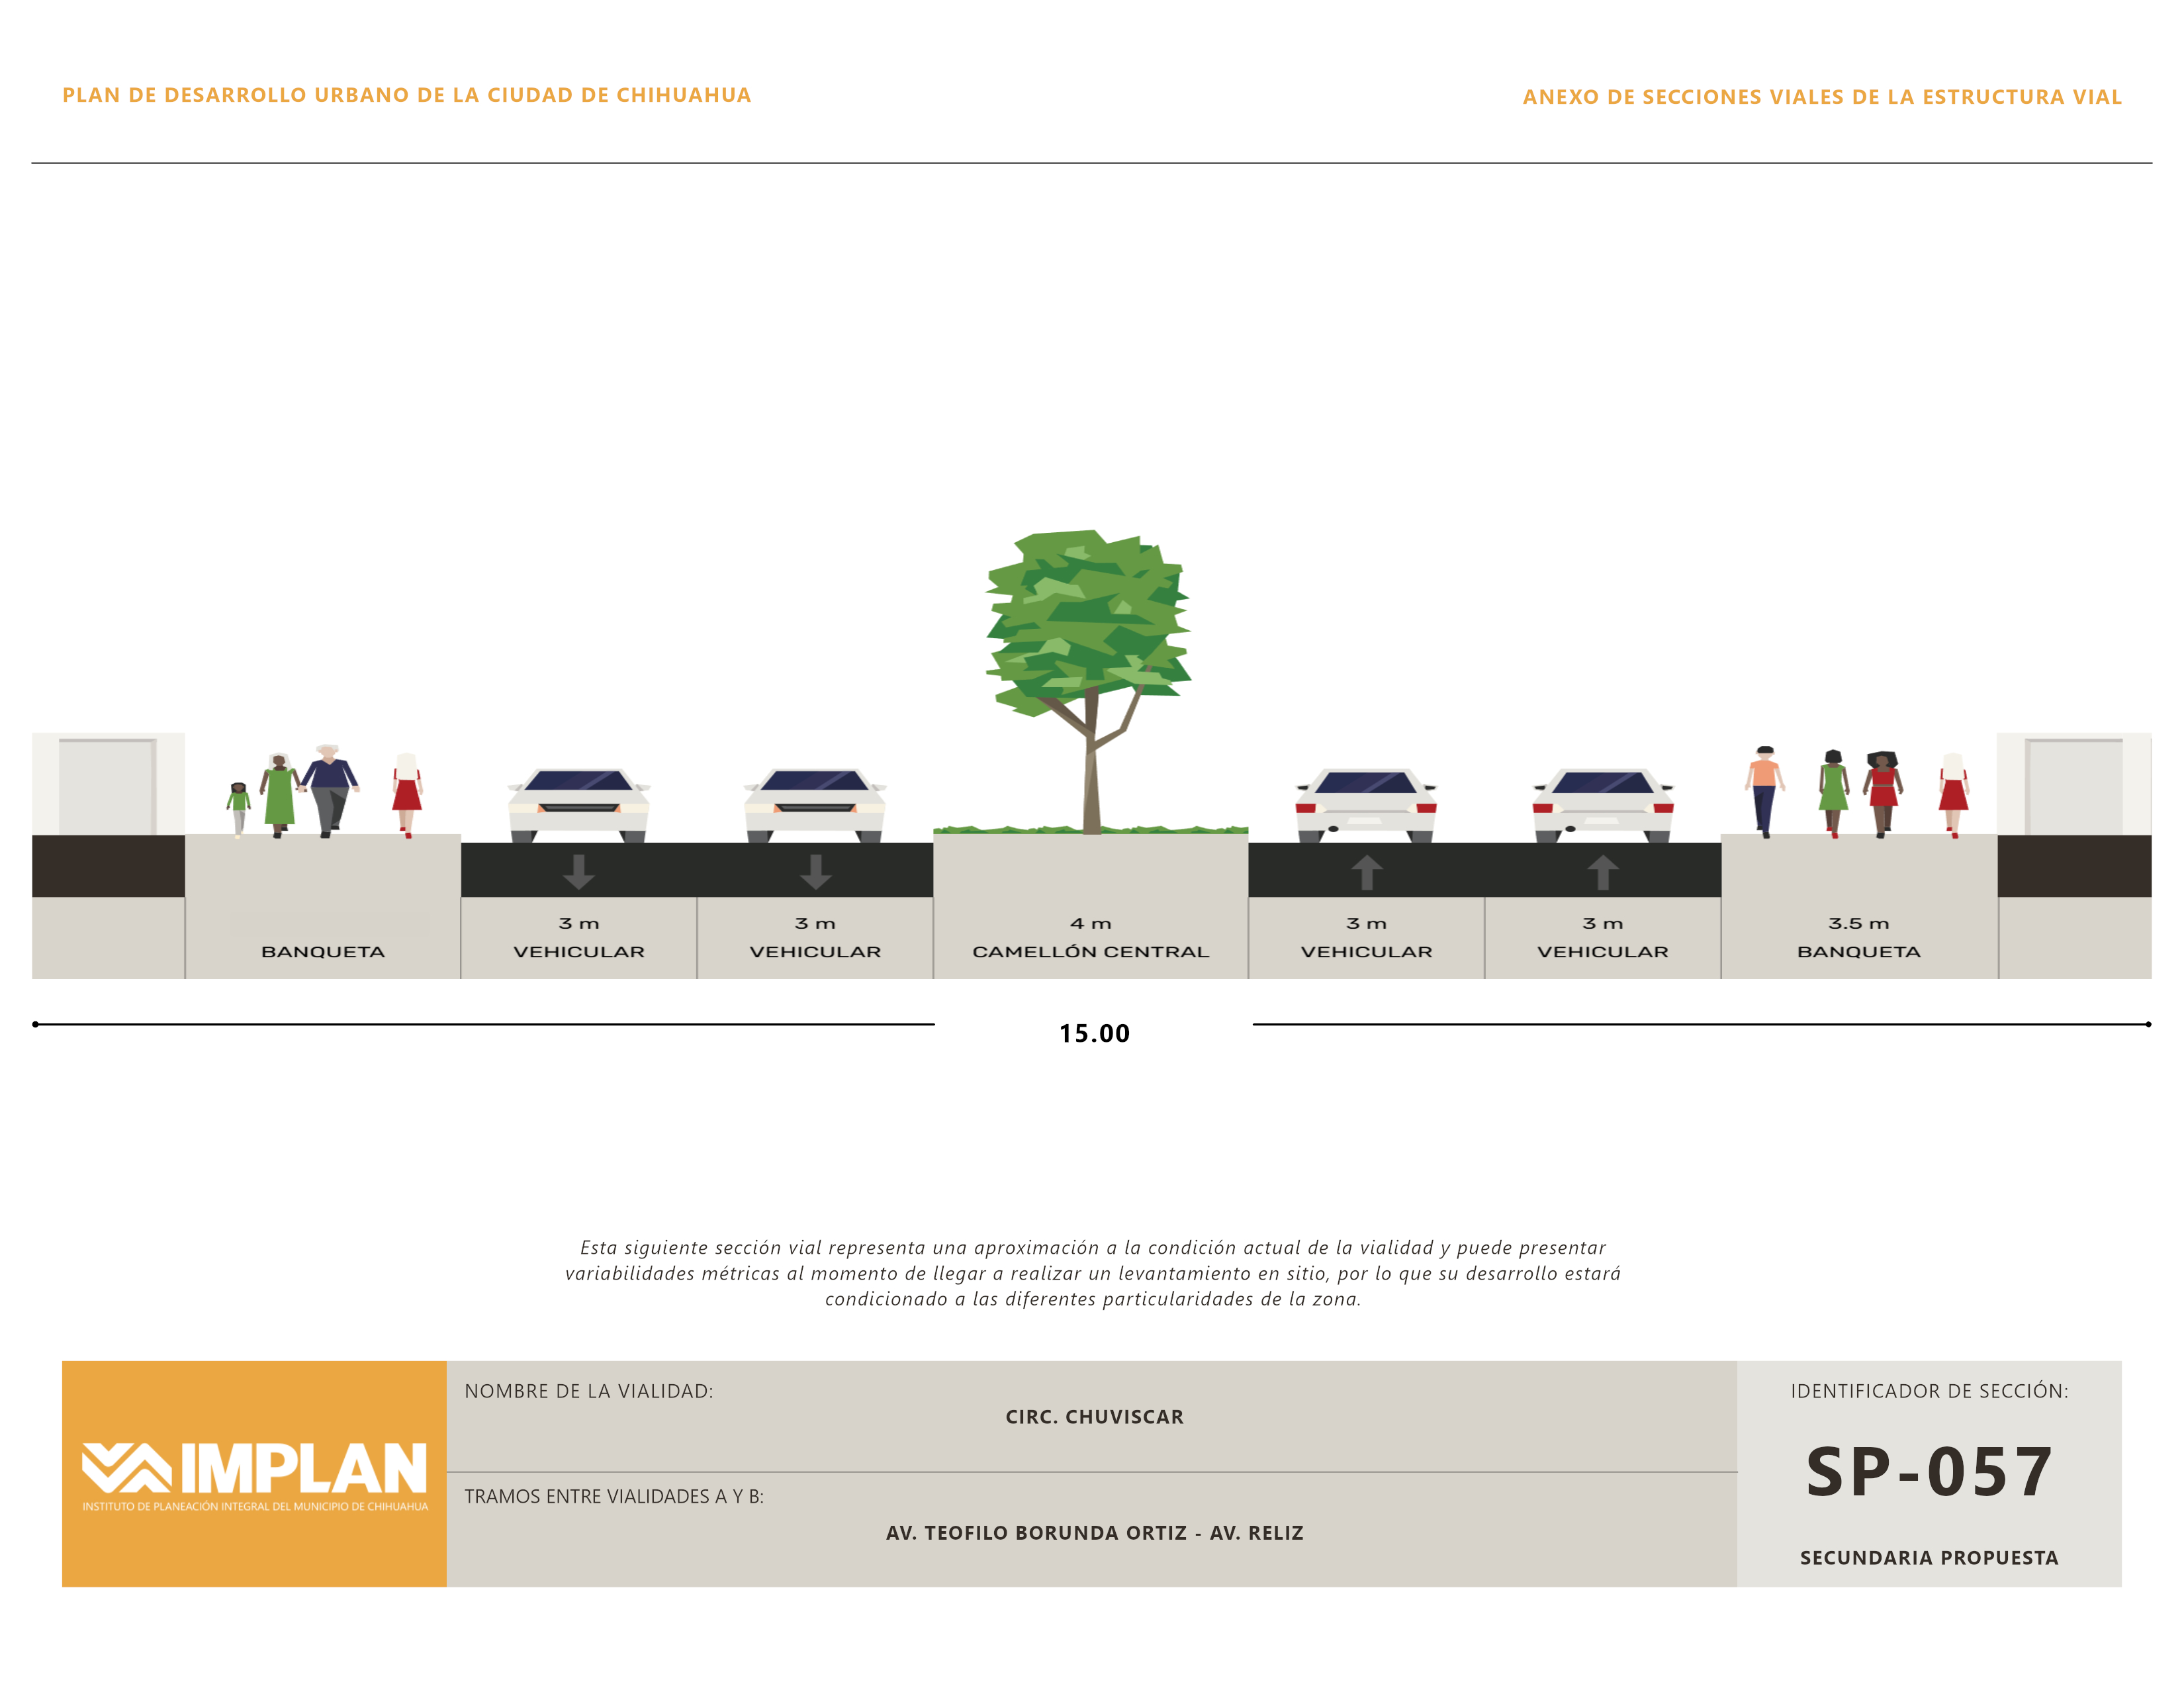 PLAN DE DESARROLLO URBANO DE LA CIUDAD DE CHIHUAHUA
ANEXO DE SECCIONES VIALES DE LA ESTRUCTURA VIAL
BANQUETA
3 m
VEHICULAR
3 m
VEHICULAR
4 m
CAMELLÓN CENTRAL
3 m
VEHICULAR
3 m
VEHICULAR
3.5 m
BANQUETA
15.00
Esta siguiente sección vial representa una aproximación a la condición actual de la vialidad y puede presentar
variabilidades métricas al momento de llegar a realizar un levantamiento en sitio, por lo que su desarrollo estará
condicionado a las diferentes particularidades de la zona.
IMPLAN
INSTITUTO DE PLANEACIÓN INTEGRAL DEL MUNICIPIO DE CHIHUAHUA
NOMBRE DE LA VIALIDAD:
CIRC. CHUVISCAR
TRAMOS ENTRE VIALIDADES A Y B:
AV. TEOFILO BORUNDA ORTIZ - AV. RELIZ
IDENTIFICADOR DE SECCIÓN:
SP-057
SECUNDARIA PROPUESTA